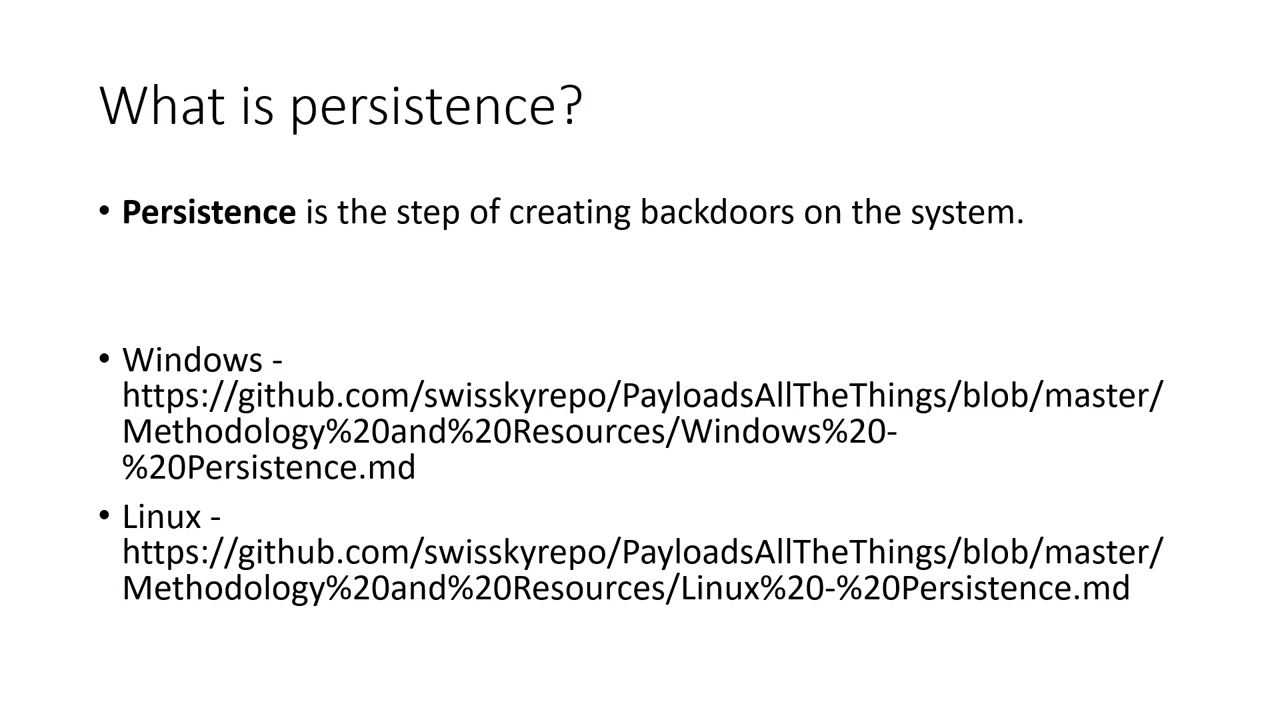 What is persistence?
• Persistence is the step of creating backdoors on the system.
• Windows -
https://github.com/swisskyrepo/PayloadsAllTheThings/blob/master/
Methodology%20and%20Resources/Windows%20-
%20Persistence.md
• Linux -
https://github.com/swisskyrepo/PayloadsAllTheThings/blob/master/
Methodology%20and%20Resources/Linux%20-%20Persistence.md